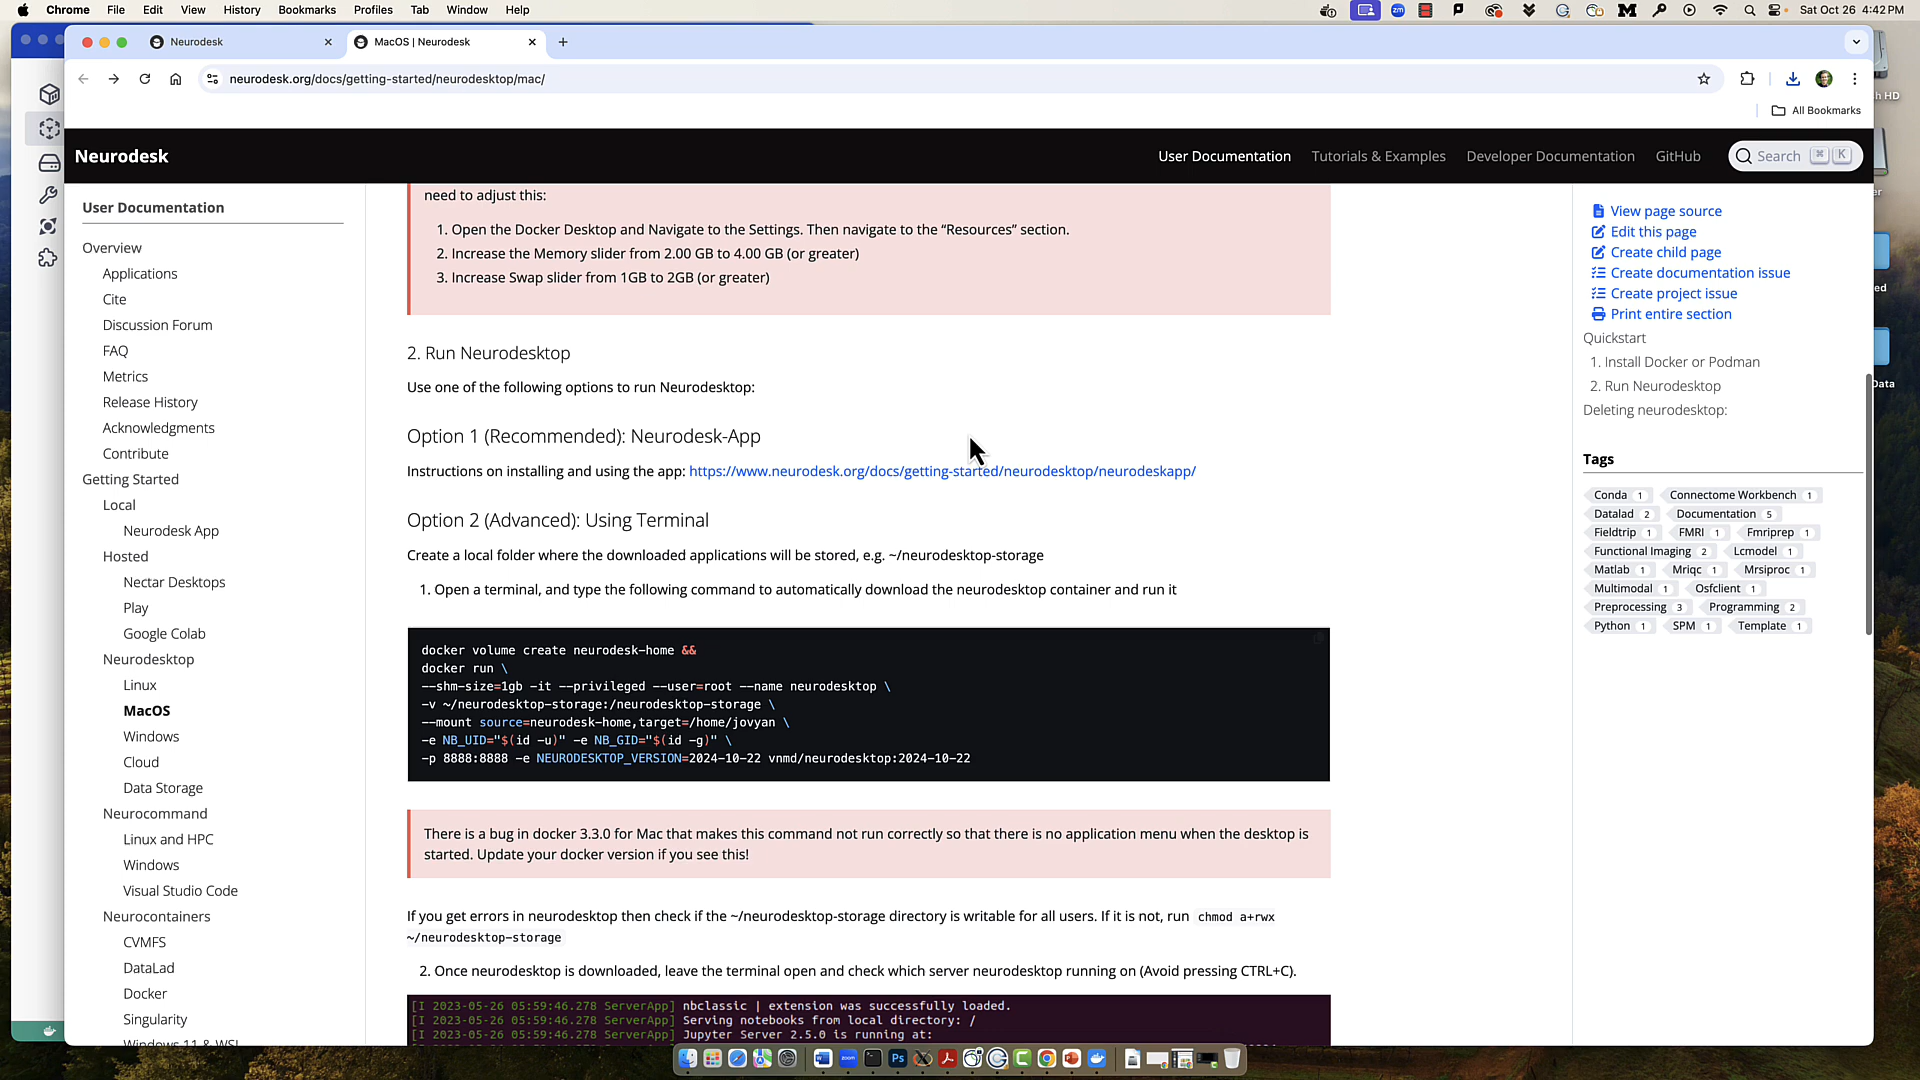 Chrome File Edit View History Bookmarks Profiles Tab Window Help
Sat Oct 26 4:42 PM
Neurodesk
MacOS | Neurodesk
neurodesk.org/docs/getting-started/neurodesktop/mac/
All Bookmarks
Neurodesk
User Documentation Tutorials & Examples Developer Documentation GitHub Search ⌘ K
User Documentation
Overview
Applications
Cite
Discussion Forum
FAQ
Metrics
Release History
Acknowledgments
Contribute
Getting Started
Local
Neurodesk App
Hosted
Nectar Desktops
Play
Google Colab
Neurodesktop
Linux
MacOS
Windows
Cloud
Data Storage
Neurocommand
Linux and HPC
Windows
Visual Studio Code
Neurocontainers
CVMFS
DataLad
Docker
Singularity
Windows 11 & WSL
need to adjust this:
1. Open the Docker Desktop and Navigate to the Settings. Then navigate to the “Resources” section.
2. Increase the Memory slider from 2.00 GB to 4.00 GB (or greater)
3. Increase Swap slider from 1GB to 2GB (or greater)
2. Run Neurodesktop
Use one of the following options to run Neurodesktop:
Option 1 (Recommended): Neurodesk-App
Instructions on installing and using the app: https://www.neurodesk.org/docs/getting-started/neurodesktop/neurodeskapp/
Option 2 (Advanced): Using Terminal
Create a local folder where the downloaded applications will be stored, e.g. ~/neurodesktop-storage
1. Open a terminal, and type the following command to automatically download the neurodesktop container and run it
docker volume create neurodesk-home &&
docker run \
--shm-size=1gb -it --privileged --user=root --name neurodesktop \
-v ~/neurodesktop-storage:/neurodesktop-storage \
--mount source=neurodesk-home,target=/home/jovyan \
-e NB_UID="$(id -u)" -e NB_GID="$(id -g)" \
-p 8888:8888 -e NEURODESKTOP_VERSION=2024-10-22 vnmd/neurodesktop:2024-10-22
There is a bug in docker 3.3.0 for Mac that makes this command not run correctly so that there is no application menu when the desktop is
started. Update your docker version if you see this!
If you get errors in neurodesktop then check if the ~/neurodesktop-storage directory is writable for all users. If it is not, run chmod a+rwx
~/neurodesktop-storage
2. Once neurodesktop is downloaded, leave the terminal open and check which server neurodesktop running on (Avoid pressing CTRL+C).
[I 2023-05-26 05:59:46.278 ServerApp] nbclassic | extension was successfully loaded.
[I 2023-05-26 05:59:46.278 ServerApp] Serving notebooks from local directory: /
[I 2023-05-26 05:59:46.278 ServerApp] Jupyter Server 2.5.0 is running at:
View page source
Edit this page
Create child page
Create documentation issue
Create project issue
Print entire section
Quickstart
1. Install Docker or Podman
2. Run Neurodesktop
Deleting neurodesktop:
Tags
Conda 1 Connectome Workbench 1
Datalad 2 Documentation 5
Fieldtrip 1 FMRI 1 Fmriprep 1
Functional Imaging 2 Lcmodel 1
Matlab 1 Mriqc 1 Mrsiproc 1
Multimodal 1 Osfclient 1
Preprocessing 3 Programming 2
Python 1 SPM 1 Template 1
HD
Data